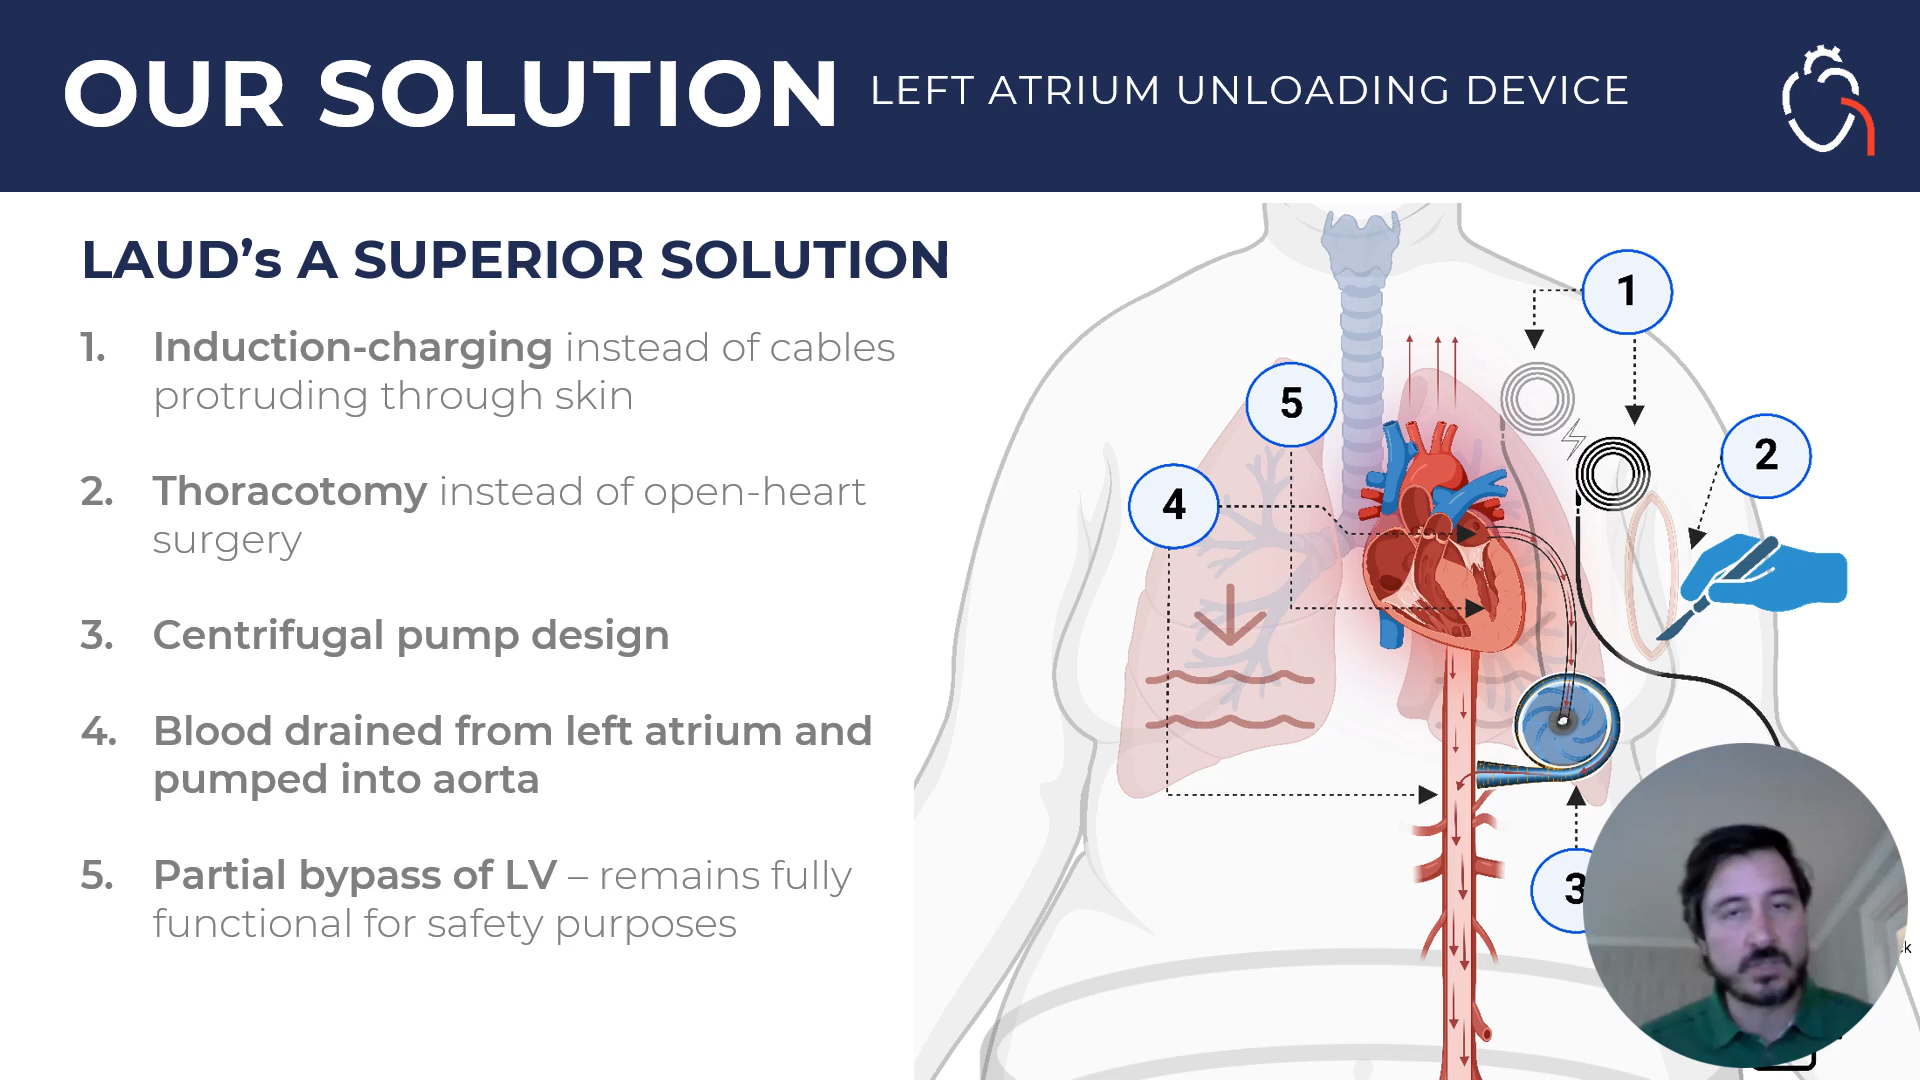 OUR SOLUTION LEFT ATRIUM UNLOADING DEVICE
LAUD’s A SUPERIOR SOLUTION
1. Induction-charging instead of cables
protruding through skin
2. Thoracotomy instead of open-heart
surgery
3. Centrifugal pump design
4. Blood drained from left atrium and
pumped into aorta
5. Partial bypass of LV – remains fully
functional for safety purposes
1
5
2
4
3